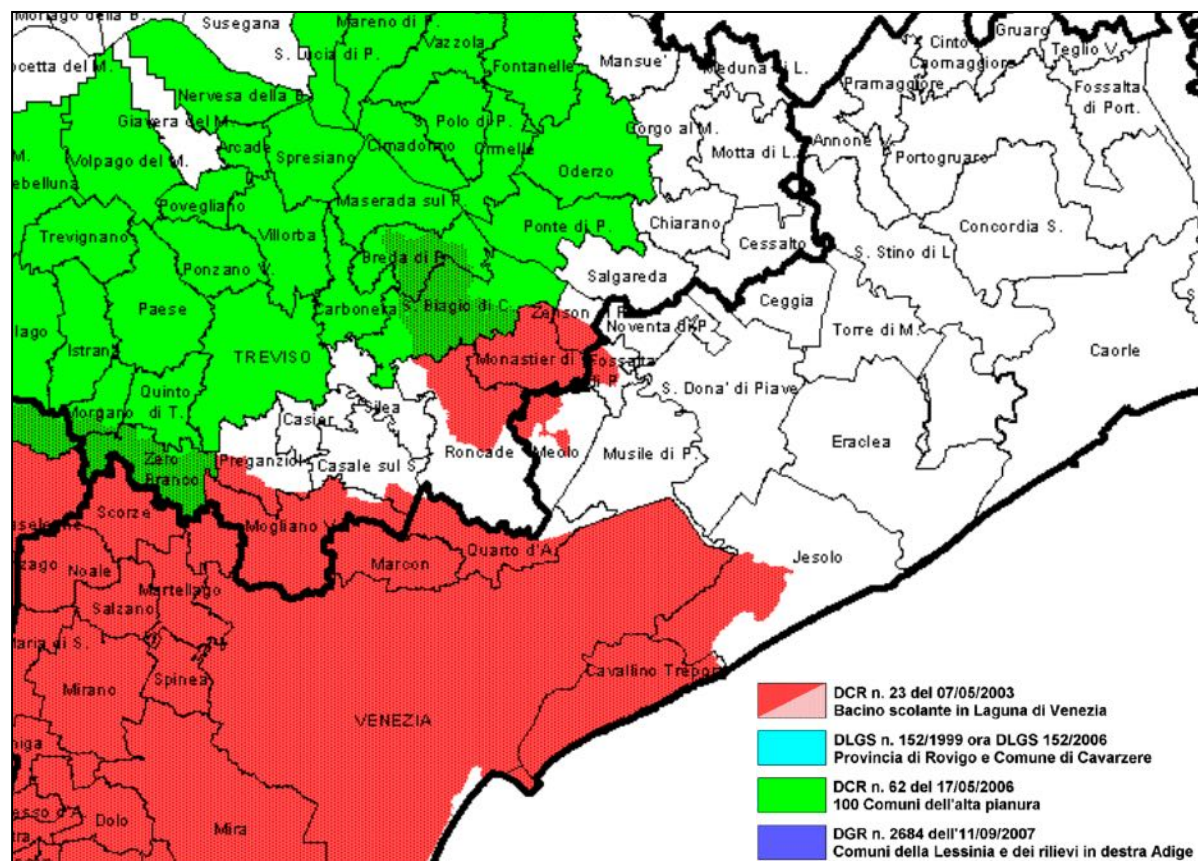 Moriago della B.
Susegana
Mareno di P.
Gruaro
Cinto
Caomaggiore
Teglio V.
Vazzola
S. Lucia di P.
Mansue'
Meduna di L.
Fontanelle
Pramaggiore
Fossalta
di Port.
Nervesa della B.
Giavera del M.
S. Polo di P.
Gorgo al M.
Arcade
Cimadolmo
Ormelle
Motta di L.
Annone V.
Portogruaro
Volpago del M.
Spresiano
Oderzo
Povegliano
Maserada sul P.
Chiarano
Concordia S.
Trevignano
Villorba
Ponte di P.
Cessalto
S. Stino di L
Ponzano V.
Breda di P.
Salgareda
Ceggia
Paese
Carbonera
S. Biagio di C.
Noventa di P.
Torre di M.
Caorle
Istrana
TREVISO
Monastier di
Fossalta
di P.
S. Dona' di Piave
Quinto
di T.
Morgano
Silea
Casier
Eraclea
Zero
Branco
Preganziol
Casale sul S.
Roncade
Meolo
Musile di P.
Scorze
Mogliano V.
Quarto d'A.
Marcon
Jesolo
Noale
Martellago
Salzano
Maria di S.
Spinea
Mirano
Cavallino Trepor
VENEZIA
Dolo
Mira
DCR n. 23 del 07/05/2003
Bacino scolante in Laguna di Venezia
DLGS n. 152/1999 ora DLGS 152/2006
Provincia di Rovigo e Comune di Cavarzere
DCR n. 62 del 17/05/2006
100 Comuni dell'alta pianura
DGR n. 2684 dell'11/09/2007
Comuni della Lessinia e dei rilievi in destra Adige